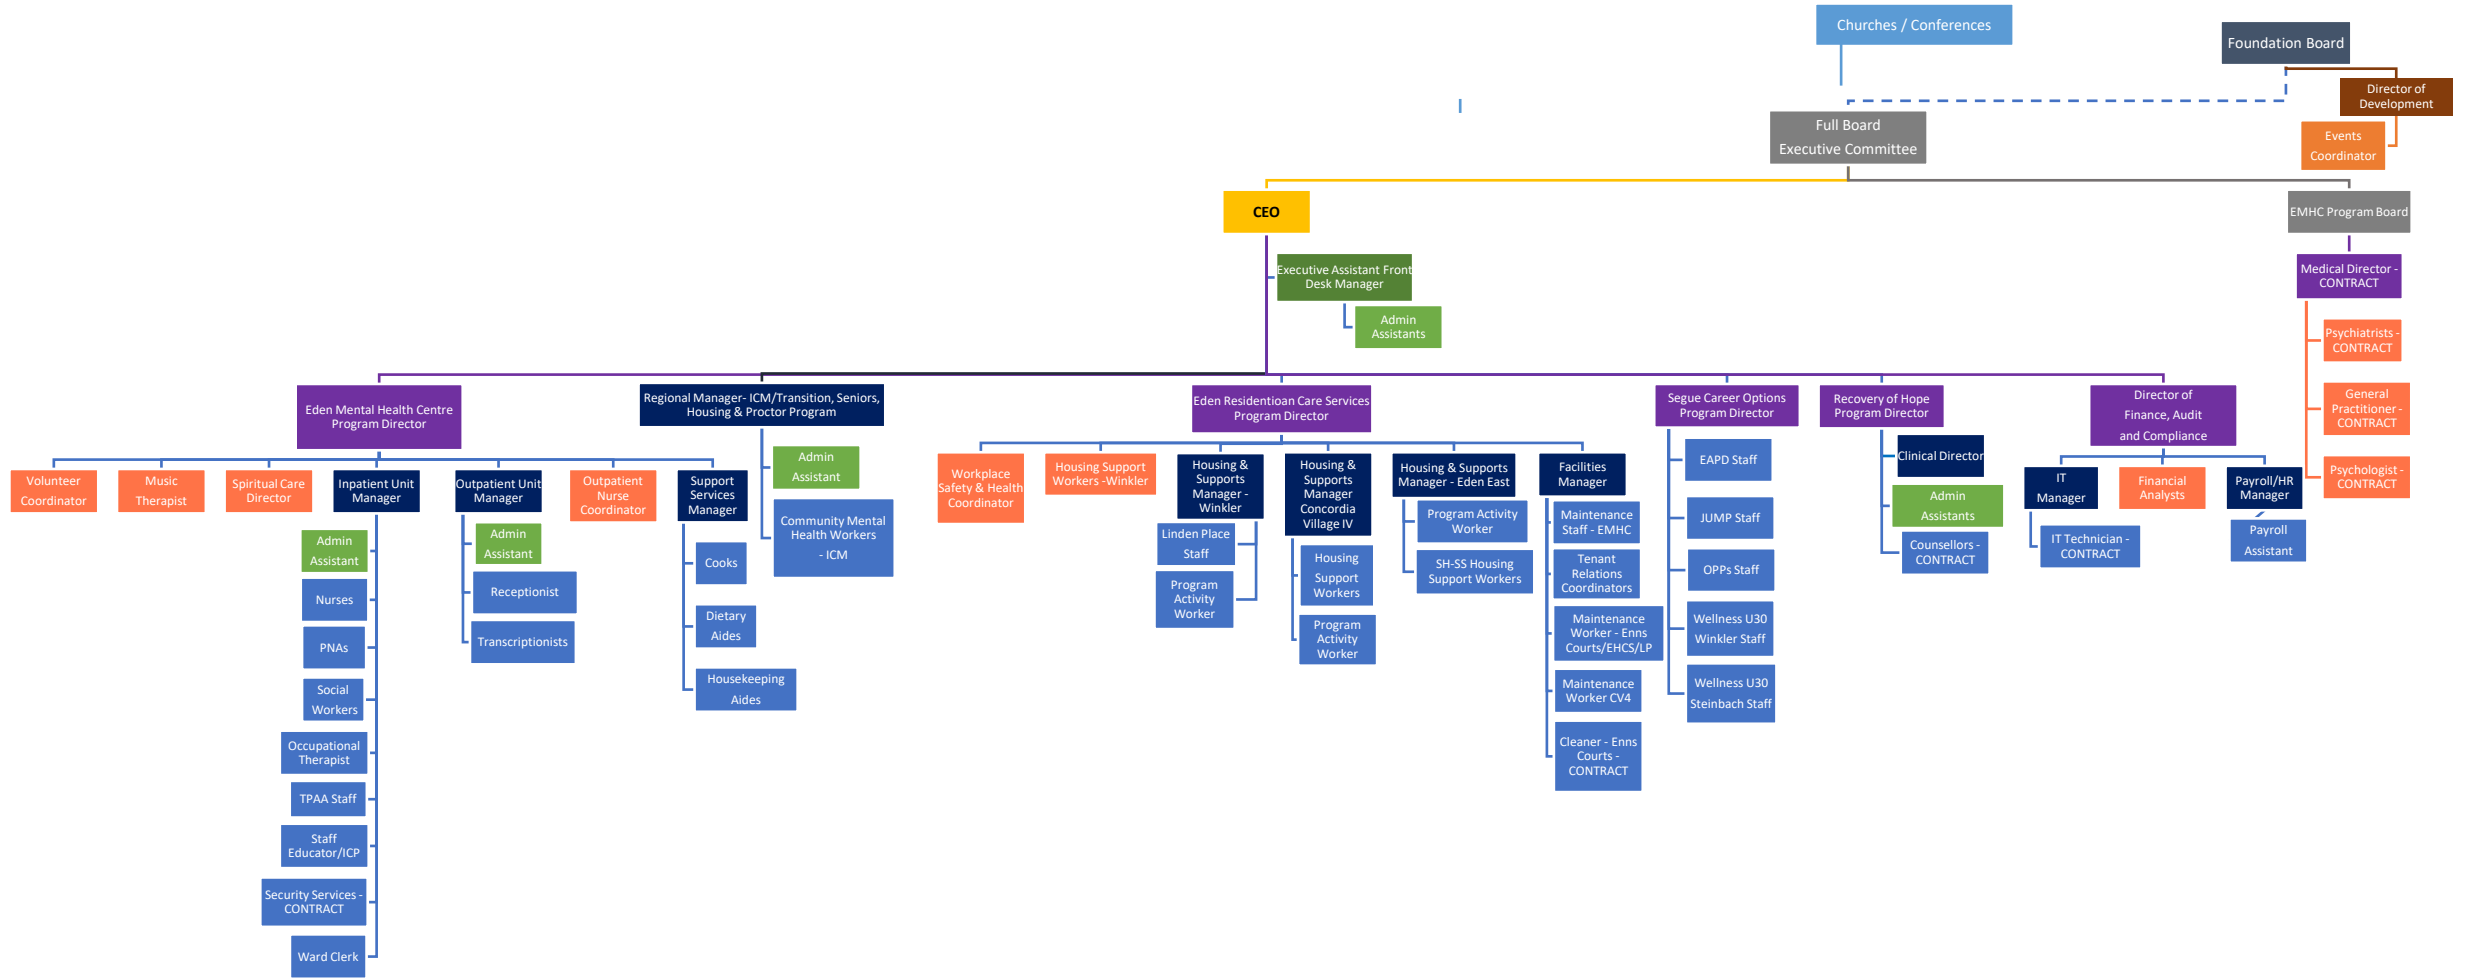 Churches / Conferences
Foundation Board
Director of
Development
Full Board
Executive Committee
Events
Coordinator
CEO
EMHC Program Board
Executive Assistant Front
Desk Manager
Medical Director -
CONTRACT
Admin
Assistants
Psychiatrists -
CONTRACT
General
Practitioner -
CONTRACT
Psychologist -
CONTRACT
Eden Mental Health Centre
Program Director
Regional Manager- ICM/Transition, Seniors,
Housing & Proctor Program
Eden Residentioan Care Services
Program Director
Segue Career Options
Program Director
Recovery of Hope
Program Director
Director of
Finance, Audit
and Compliance
Volunteer
Coordinator
Music
Therapist
Spiritual Care
Director
Inpatient Unit
Manager
Outpatient Unit
Manager
Outpatient
Nurse
Coordinator
Support
Services
Manager
Admin
Assistant
Nurses
PNAs
Social
Workers
Occupational
Therapist
TPAA Staff
Staff
Educator/ICP
Security Services -
CONTRACT
Ward Clerk
Admin
Assistant
Receptionist
Transcriptionists
Cooks
Dietary
Aides
Housekeeping
Aides
Admin
Assistant
Community Mental
Health Workers
- ICM
Workplace
Safety & Health
Coordinator
Housing Support
Workers -Winkler
Housing &
Supports
Manager -
Winkler
Housing &
Supports
Manager
Concordia
Village IV
Housing & Supports
Manager - Eden East
Facilities
Manager
Linden Place
Staff
Program
Activity
Worker
Housing
Support
Workers
Program
Activity
Worker
Program Activity
Worker
SH-SS Housing
Support Workers
Maintenance
Staff - EMHC
Tenant
Relations
Coordinators
Maintenance
Worker - Enns
Courts/EHCS/LP
Maintenance
Worker CV4
Cleaner - Enns
Courts -
CONTRACT
EAPD Staff
JUMP Staff
OPPs Staff
Wellness U30
Winkler Staff
Wellness U30
Steinbach Staff
Clinical Director
Admin
Assistants
Counsellors -
CONTRACT
IT
Manager
Financial
Analysts
Payroll/HR
Manager
IT Technician -
CONTRACT
Payroll
Assistant